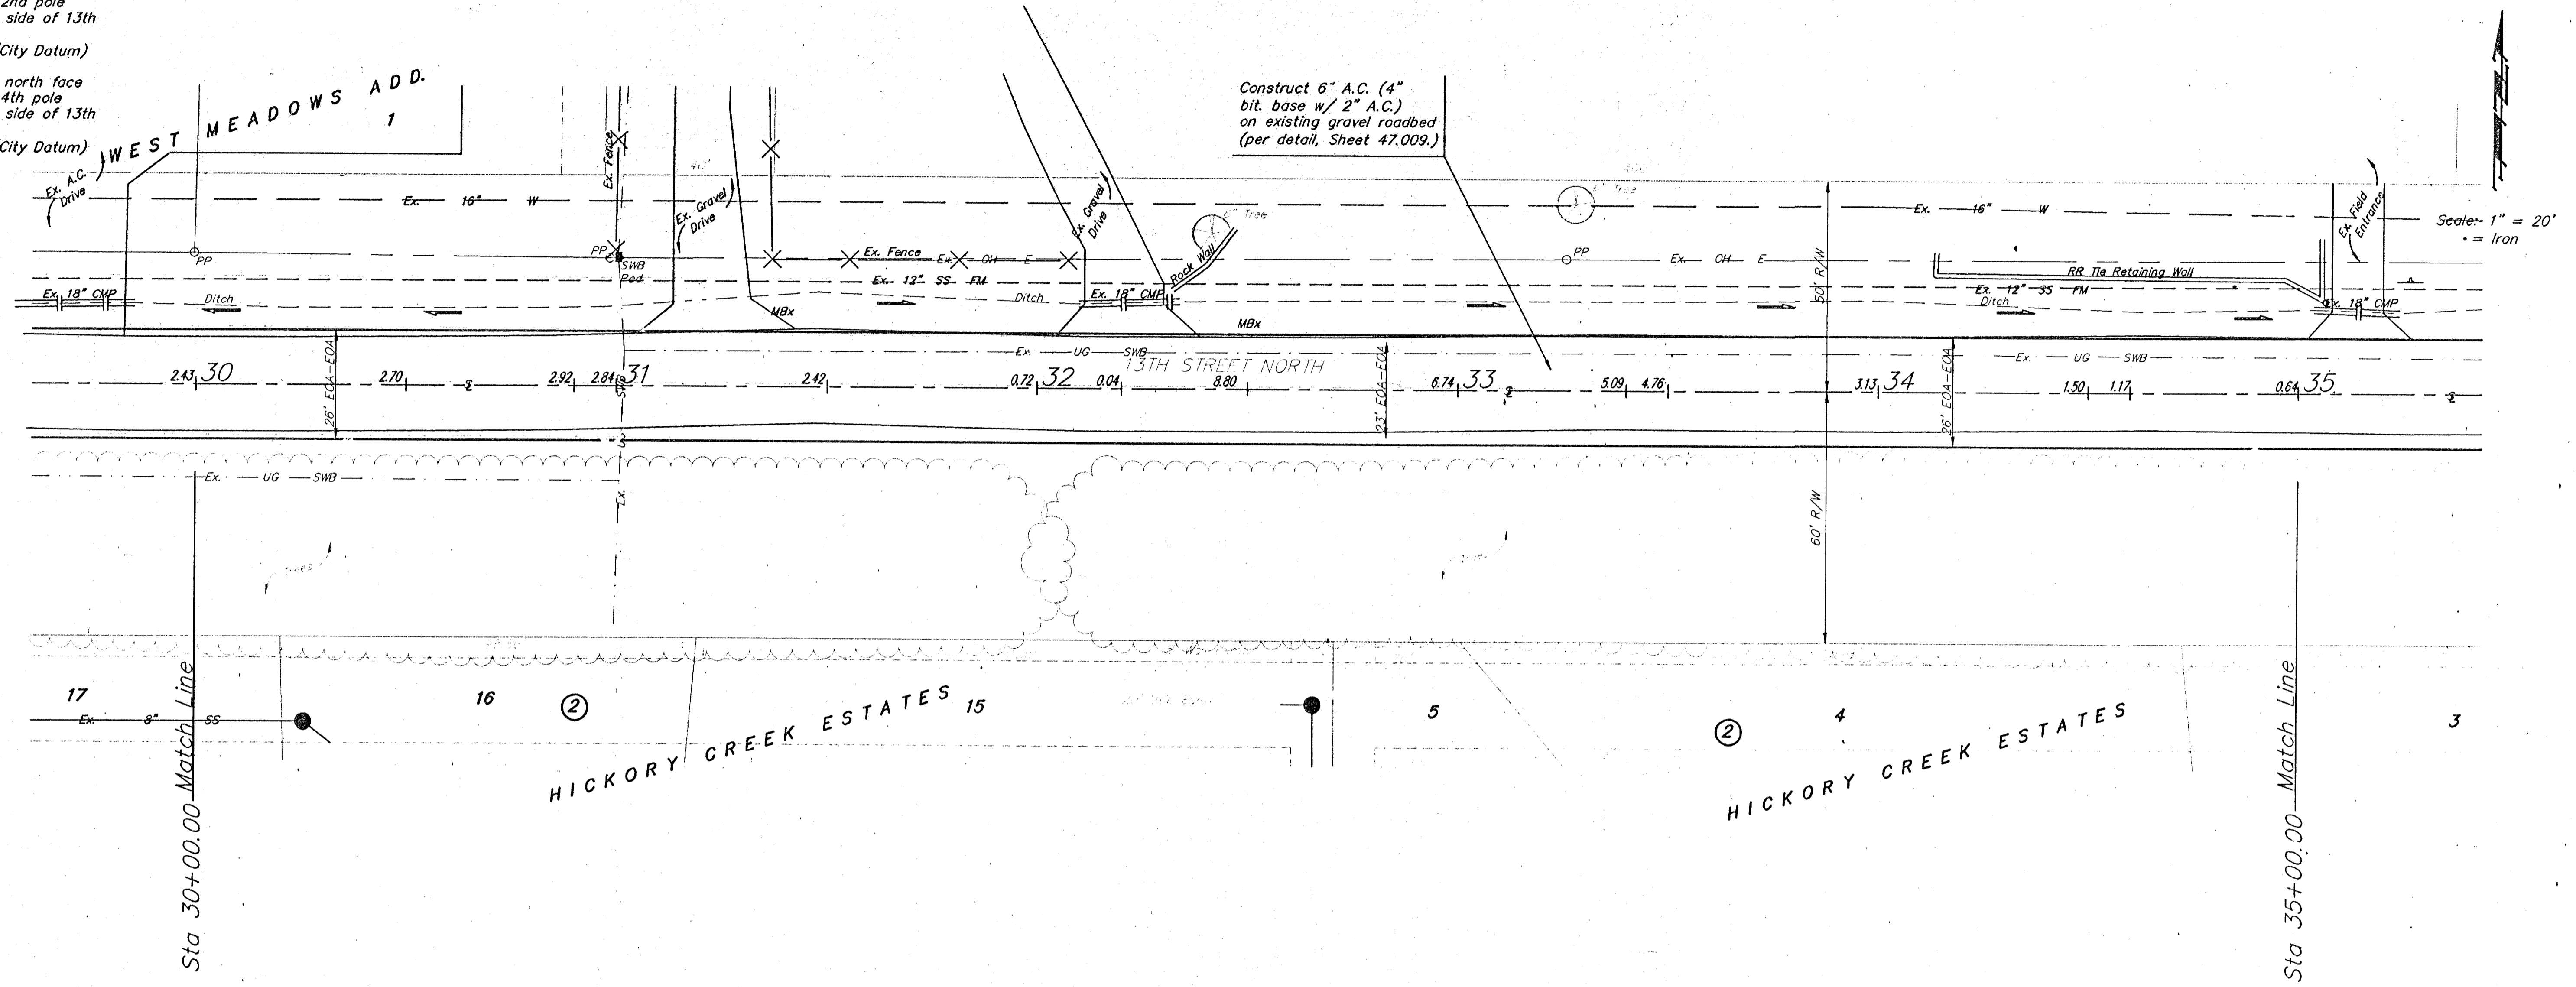 2nd pole
side of 13th
City Datum)
north face
4th pole
side of 13th
City Datum)
WEST MEADOWS ADD.
1
Construct 6" A.C. (4"
bit. base w/ 2" A.C.)
on existing gravel roadbed
(per detail, Sheet 47.009.)
Scale: 1" = 20'
• = Iron
Ex. A.C.
Drive
Ex. 16" W
Ex. Fence
Ex. Gravel
Drive
Ex. Gravel
Drive
6" Tree
Tree
Ex. 16" W
Ex. Field
Entrance
PP
PP
SWB
Ped
Ex. Fence
Ex. OH E
Rock Wall
PP
Ex. OH E
50' R/W
RR Tie Retaining Wall
Ex. 12" SS FM
Ex. 12" SS FM
Ex. 18" CMP
Ditch
Ditch
Ex. 18" CMP
Ditch
Ex. 18" CMP
MBx
MBx
Ex. UG SWB
13TH STREET NORTH
Ex. UG SWB
26' EOA-EOA
23' EOA-EOA
26' EOA-EOA
2.43 30 2.70 2.92 2.84 31 2.42 0.72 32 0.04 8.80 6.74 33 5.09 4.76 3.13 34 1.50 1.17 0.64 35
SWB
Ex.
Ex. UG SWB
60' R/W
Trees
Trees
17
Ex. 8" SS
16
2
15
5
2
4
3
HICKORY CREEK ESTATES
HICKORY CREEK ESTATES
Sta 30+00.00 Match Line
Sta 35+00.00 Match Line